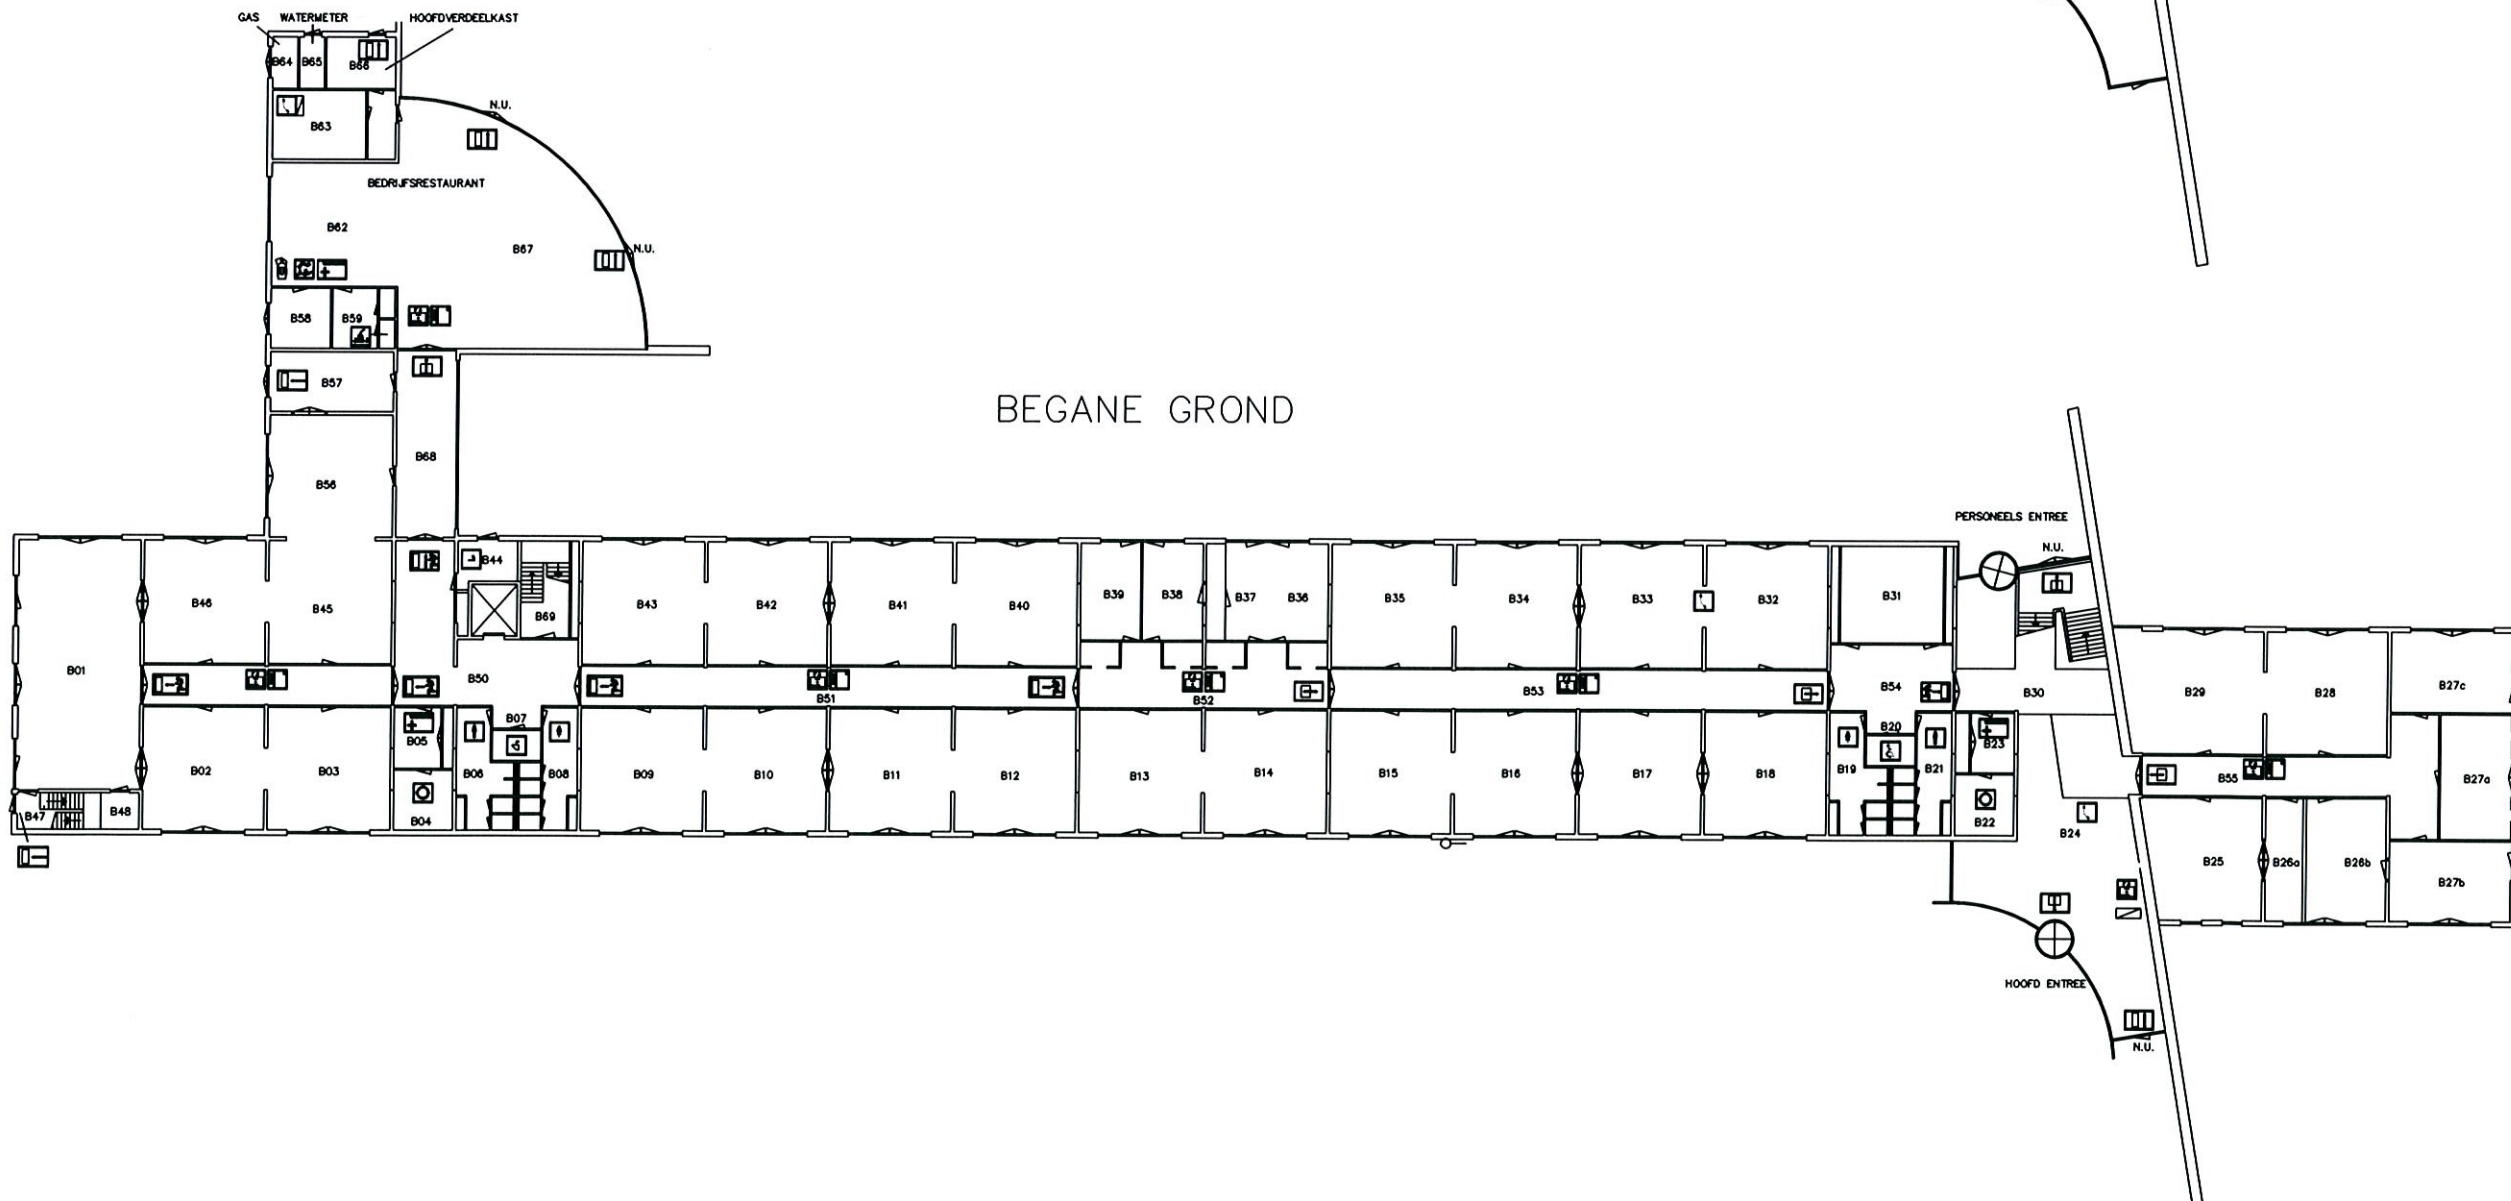 GAS WATERMETER HOOFDVERDEELKAST
B64 B65 B66
N.U.
B63
BEDRIJFSRESTAURANT
B62
B67
N.U.
B58 B59
B57
BEGANE GROND
B68
B56
PERSONEELS ENTREE
N.U.
B44
B46 B45 B69 B43 B42 B41 B40 B39 B38 B37 B36 B35 B34 B33 B32 B31
B01 B50 B51 B52 B53 B54 B30 B29 B28 B27c
B07 B20
B05 B23
B02 B03 B06 B08 B09 B10 B11 B12 B13 B14 B15 B16 B17 B18 B19 B21 B55 B27a
B47 B48 B04 B22 B24
B25 B26a B26b B27b
HOOFD ENTREE
N.U.